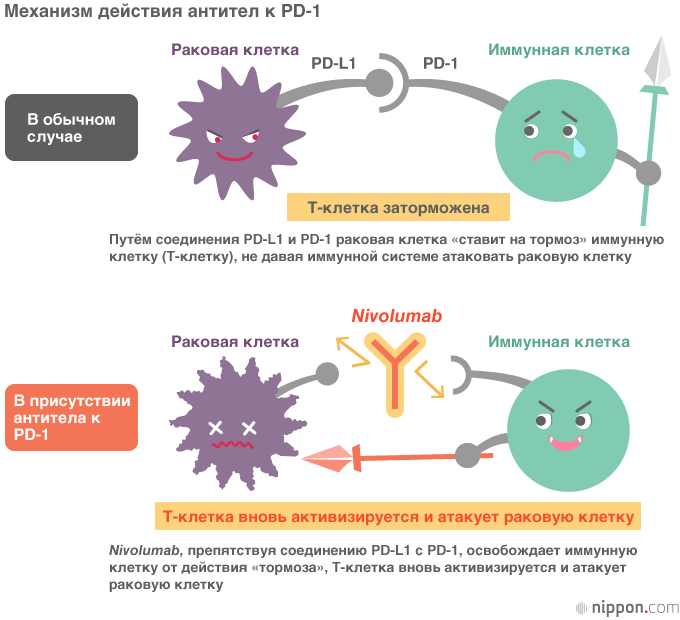 Механизм действия антител к PD-1
Раковая клетка
PD-L1
PD-1
Иммунная клетка
В обычном
случае
Т-клетка заторможена
Путём соединения PD-L1 и PD-1 раковая клетка «ставит на тормоз» иммунную
клетку (Т-клетку), не давая иммунной системе атаковать раковую клетку
Nivolumab
Раковая клетка
Иммунная клетка
В присутствии
антитела к
PD-1
Т-клетка вновь активизируется и атакует раковую клетку
Nivolumab, препятствуя соединению PD-L1 с PD-1, освобождает иммунную
клетку от действия «тормоза», Т-клетка вновь активизируется и атакует
раковую клетку
nippon.com